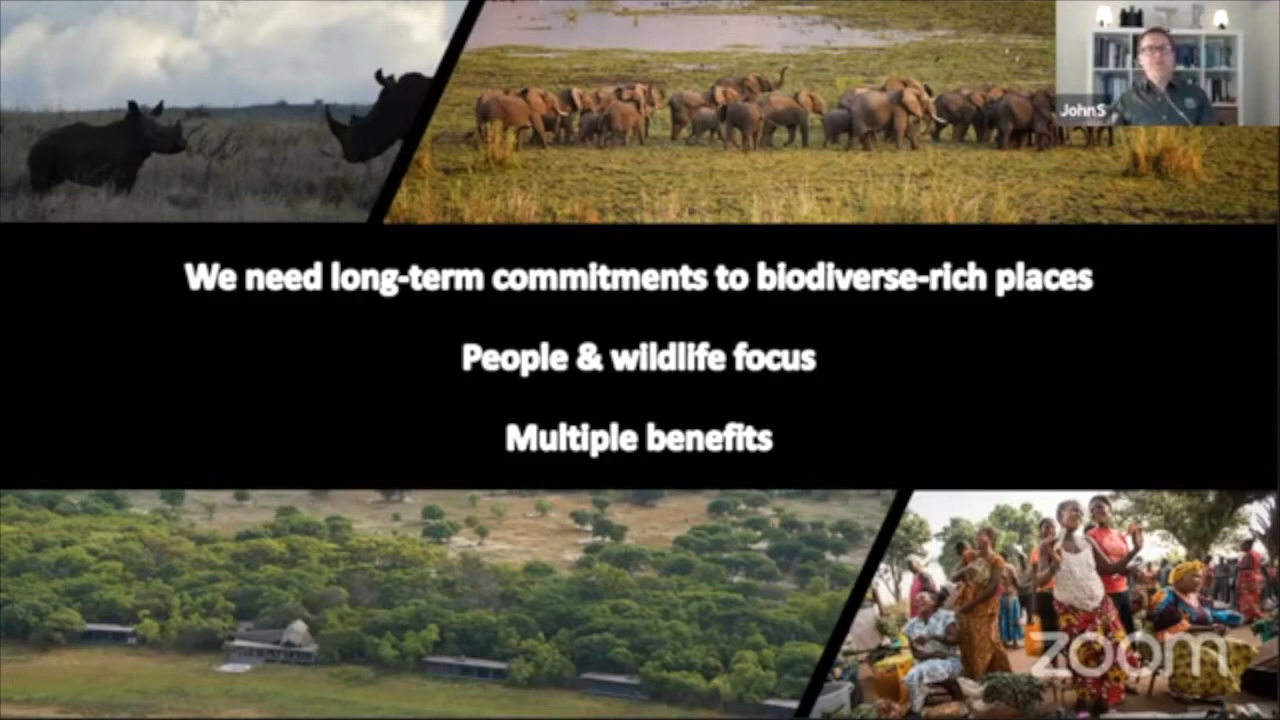 JohnS
We need long-term commitments to biodiverse-rich places
People & wildlife focus
Multiple benefits
zoom